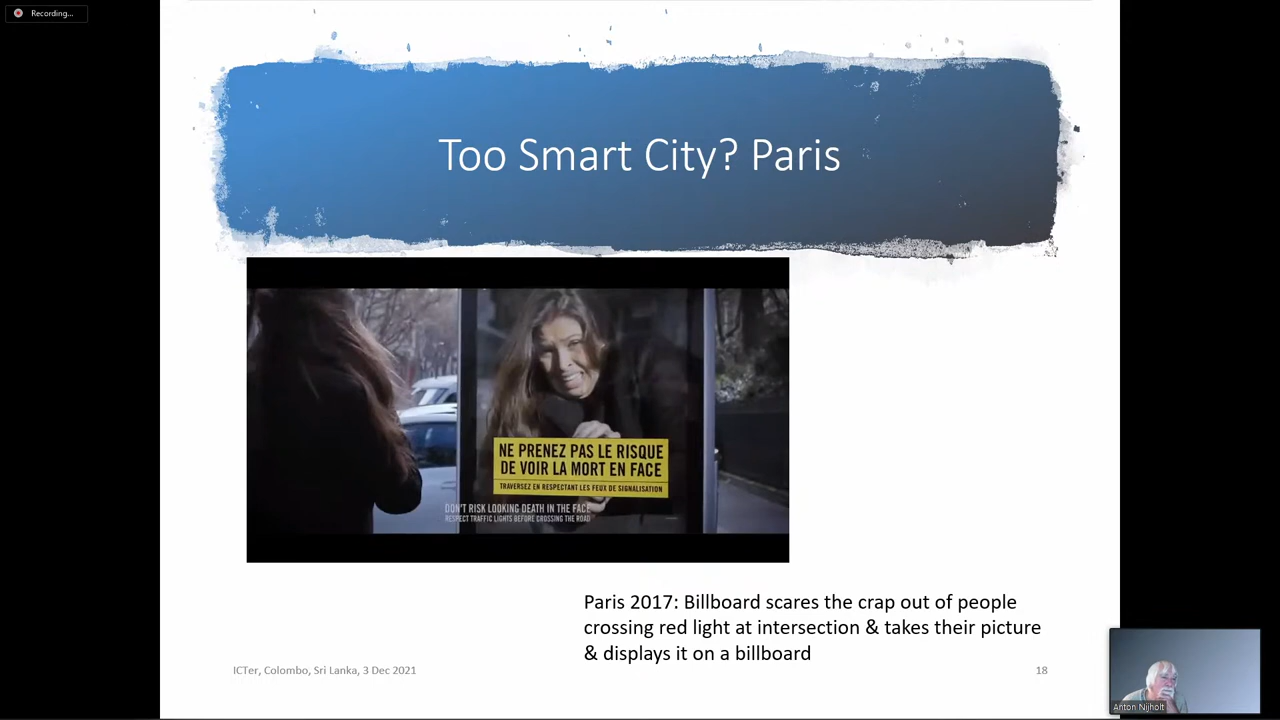 Recording...
Too Smart City? Paris
NE PRENEZ PAS LE RISQUE
DE VOIR LA MORT EN FACE
TRAVERSEZ EN RESPECTANT LES FEUX DE SIGNALISATION
DON'T RISK LOOKING DEATH IN THE FACE
RESPECT TRAFFIC LIGHTS BEFORE CROSSING THE ROAD
Paris 2017: Billboard scares the crap out of people
crossing red light at intersection & takes their picture
& displays it on a billboard
ICTer, Colombo, Sri Lanka, 3 Dec 2021
18
Anton Nijholt